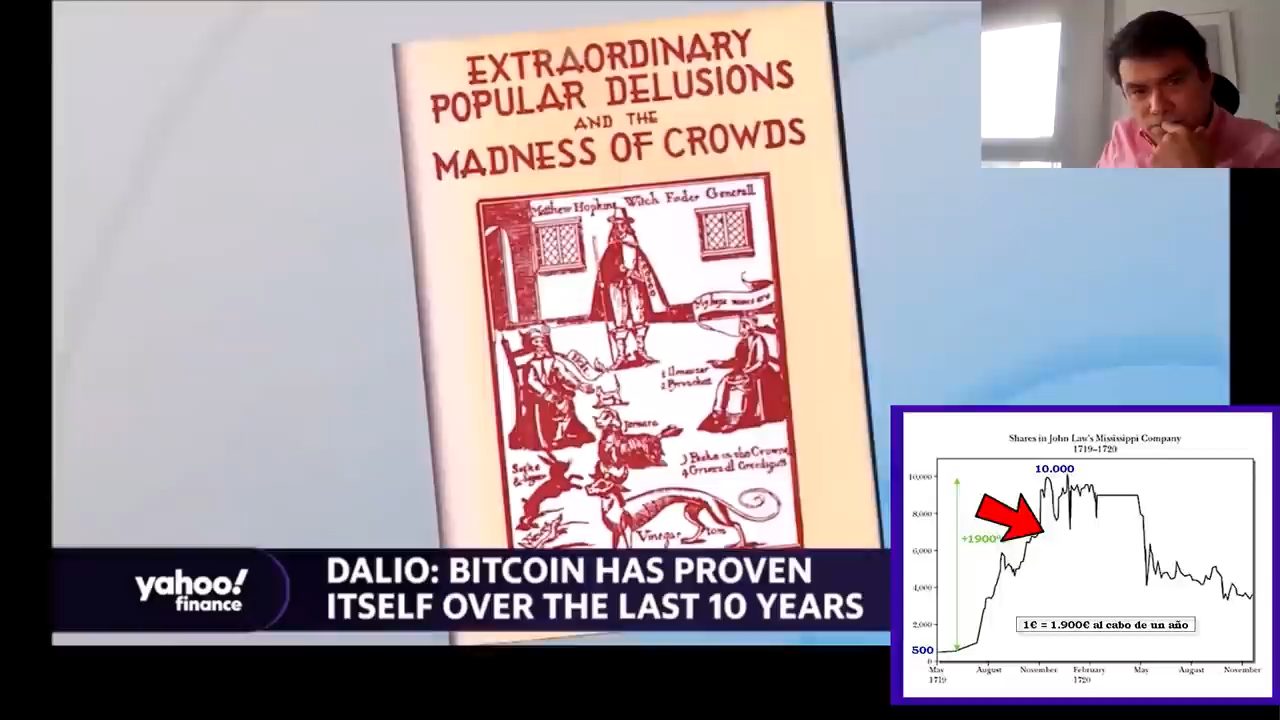 EXTRAORDINARY
POPULAR DELUSIONS
AND THE
MADNESS OF CROWDS
Matthew Hopkins Witch Finder Generall
1 Ilemauzar
2 Pyewackett
Jarmara
3 Pecke in the Crowne
4 Griezzell Greedigutt
Vinegar tom
yahoo!
finance
DALIO: BITCOIN HAS PROVEN
ITSELF OVER THE LAST 10 YEARS
Shares in John Law's Mississippi Company
1719–1720
10.000
10,000
8,000
+1900
6,000
4,000
1€ = 1.900€ al cabo de un año
2,000
500
0
May
August
November
February
May
August
November
1719
1720